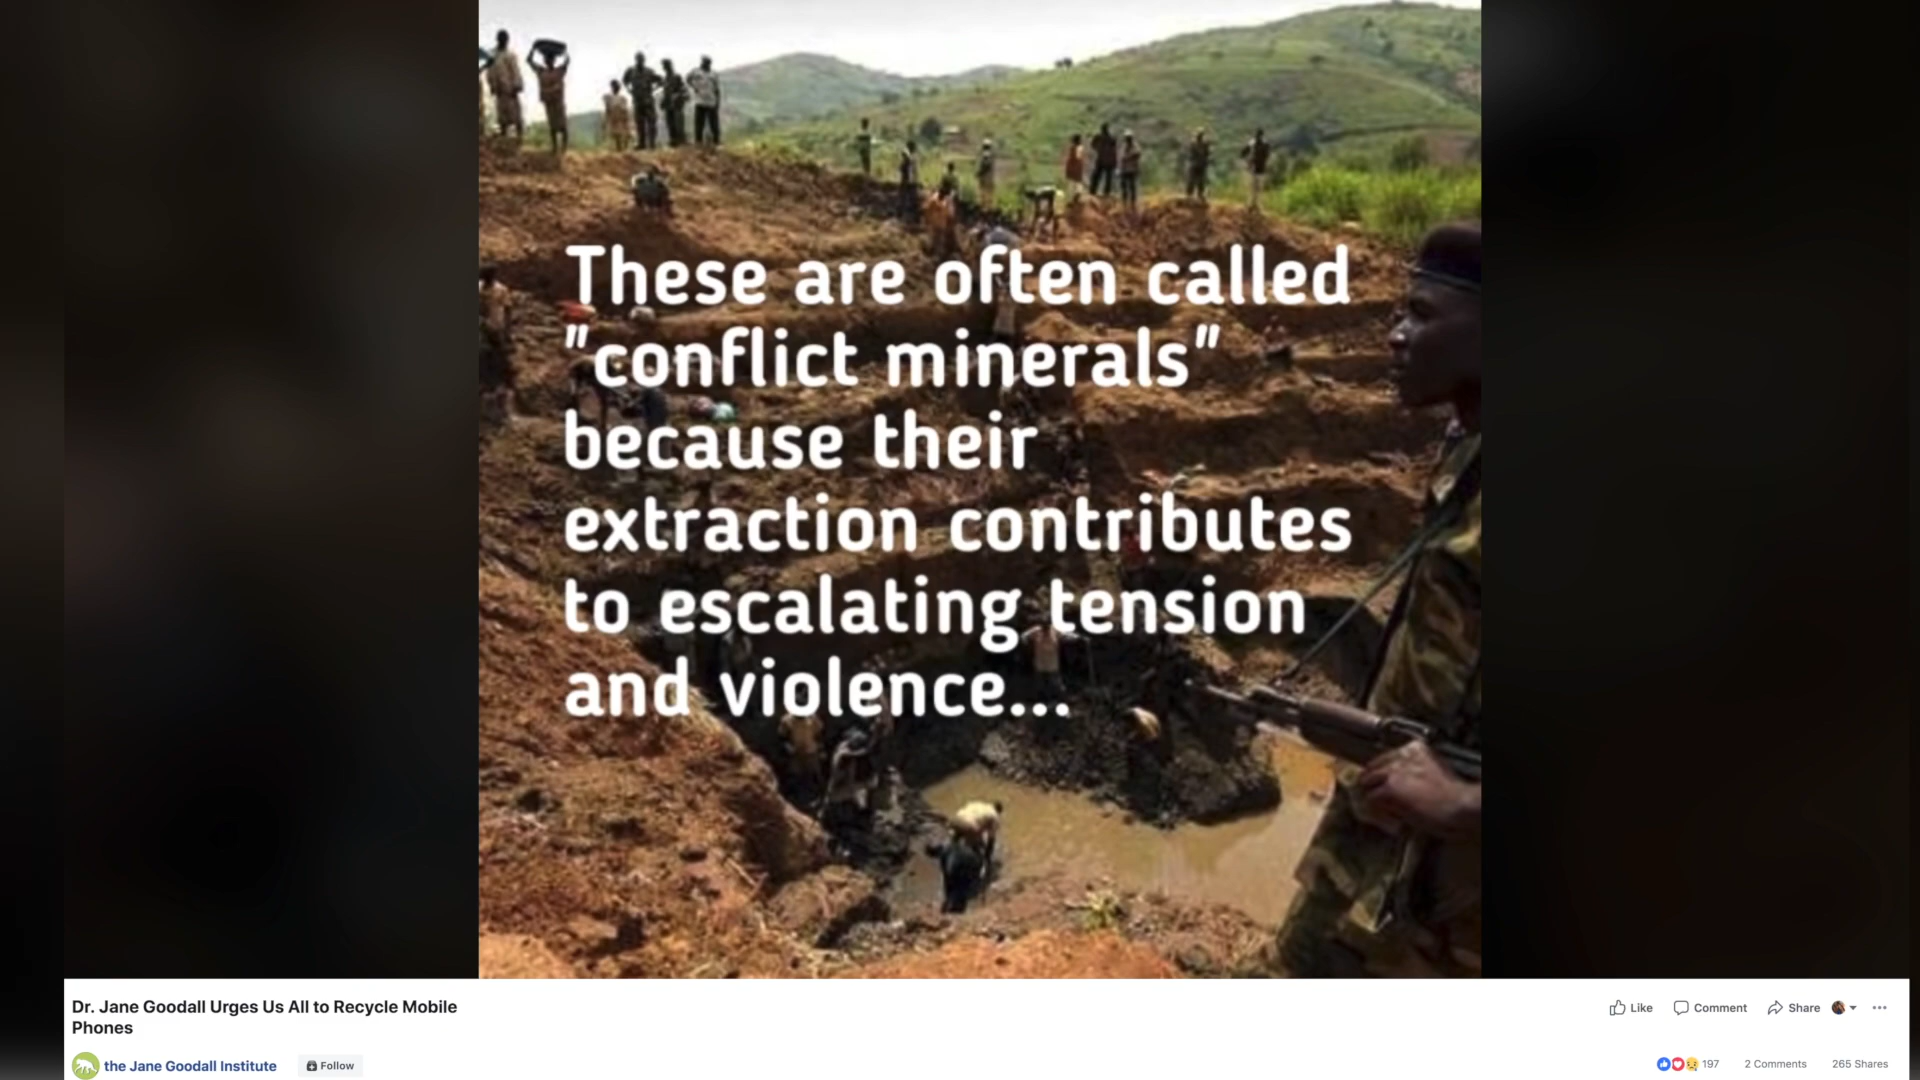 These are often called
"conflict minerals"
because their
extraction contributes
to escalating tension
and violence...
Dr. Jane Goodall Urges Us All to Recycle Mobile
Phones
Like
Comment
Share
the Jane Goodall Institute
Follow
197
2 Comments
265 Shares